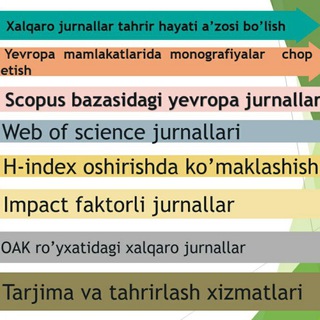 Xalqaro jurnallar tahrir hayati a’zosi bo’lish
Yevropa mamlakatlarida monografiyalar chop
etish
Scopus bazasidagi yevropa jurnallar
Web of science jurnallari
H-index oshirishda ko’maklashish
Impact faktorli jurnallar
OAK ro’yxatidagi xalqaro jurnallar
Tarjima va tahrirlash xizmatlari